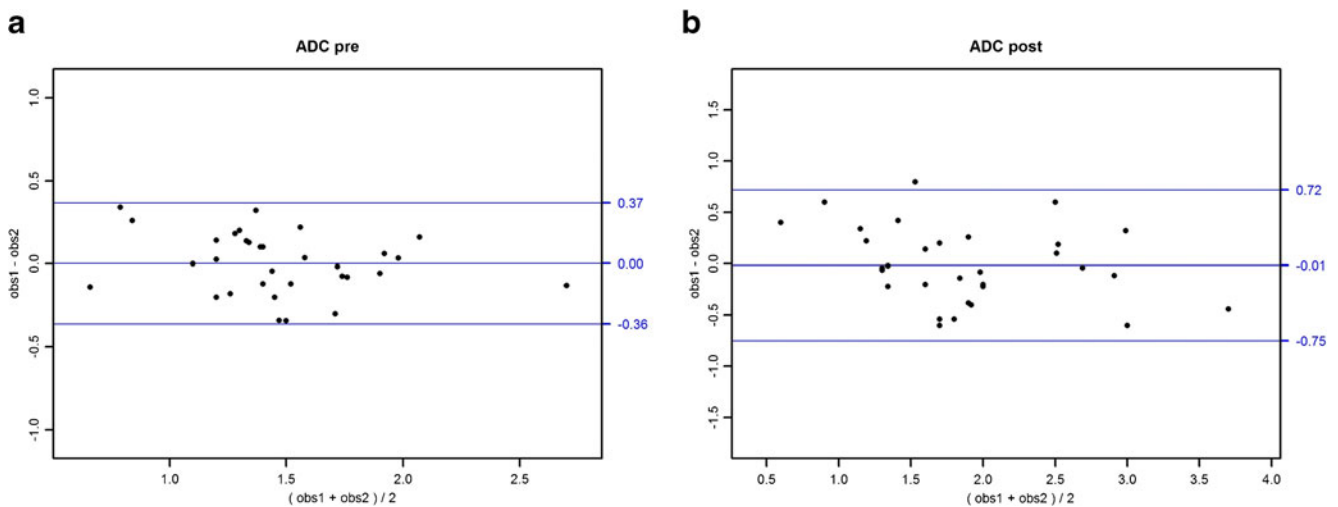 a
ADC pre
obs1 - obs2
1.0
0.5
0.0
-0.5
-1.0
0.37
0.00
-0.36
1.0 1.5 2.0 2.5
( obs1 + obs2 ) / 2
b
ADC post
obs1 - obs2
1.5
1.0
0.5
0.0
-0.5
-1.0
-1.5
0.72
-0.01
-0.75
0.5 1.0 1.5 2.0 2.5 3.0 3.5 4.0
( obs1 + obs2 ) / 2